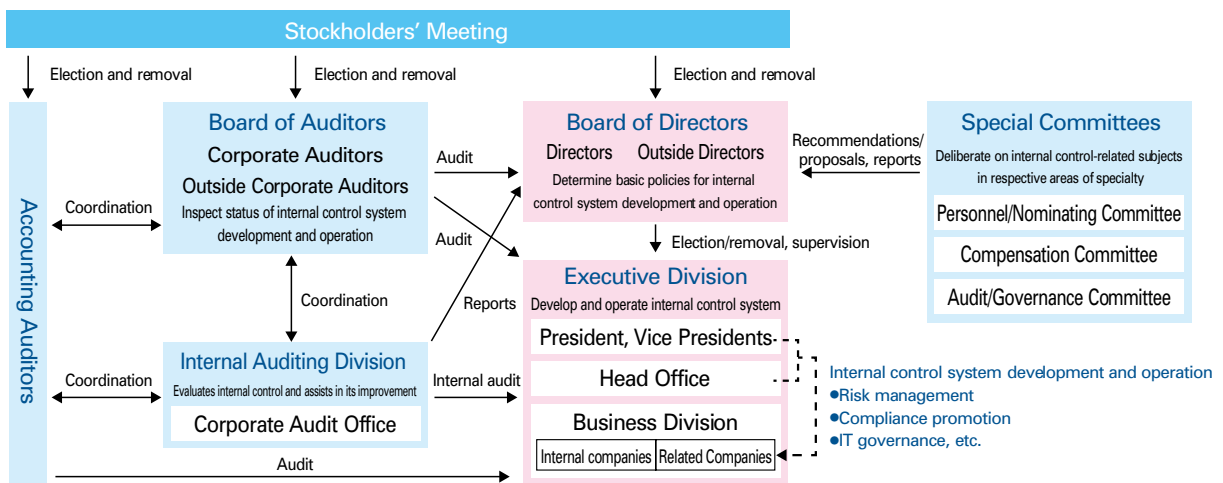 Stockholders' Meeting
Election and removal
Election and removal
Election and removal
Accounting Auditors
Board of Auditors
Corporate Auditors
Outside Corporate Auditors
Inspect status of internal control system
development and operation
Audit
Audit
Board of Directors
Directors Outside Directors
Determine basic policies for internal
control system development and operation
Recommendations/
proposals, reports
Special Committees
Deliberate on internal control-related subjects
in respective areas of specialty
Personnel/Nominating Committee
Compensation Committee
Audit/Governance Committee
Coordination
Coordination
Reports
Election/removal, supervision
Executive Division
Develop and operate internal control system
President, Vice Presidents
Head Office
Business Division
Internal companies
Related Companies
Coordination
Internal Auditing Division
Evaluates internal control and assists in its improvement
Corporate Audit Office
Internal audit
Audit
Internal control system development and operation
●Risk management
●Compliance promotion
●IT governance, etc.